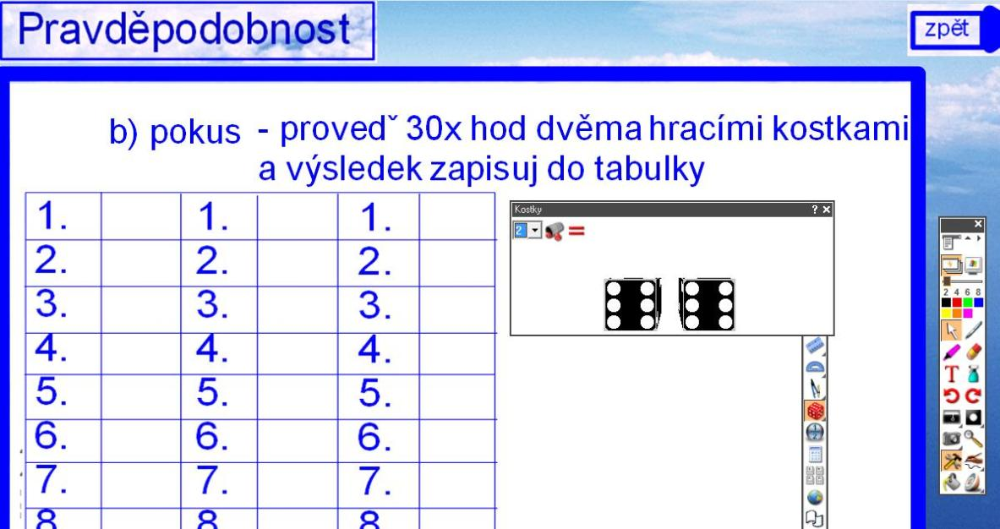 Pravděpodobnost
zpět
b) pokus - proveďˇ 30x hod dvěma hracími kostkami
a výsledek zapisuj do tabulky
1. 1. 1.
2. 2. 2.
3. 3. 3.
4. 4. 4.
5. 5. 5.
6. 6. 6.
7. 7. 7.
8 8 8
Kostky ? ×
2
2 4 6 8
T